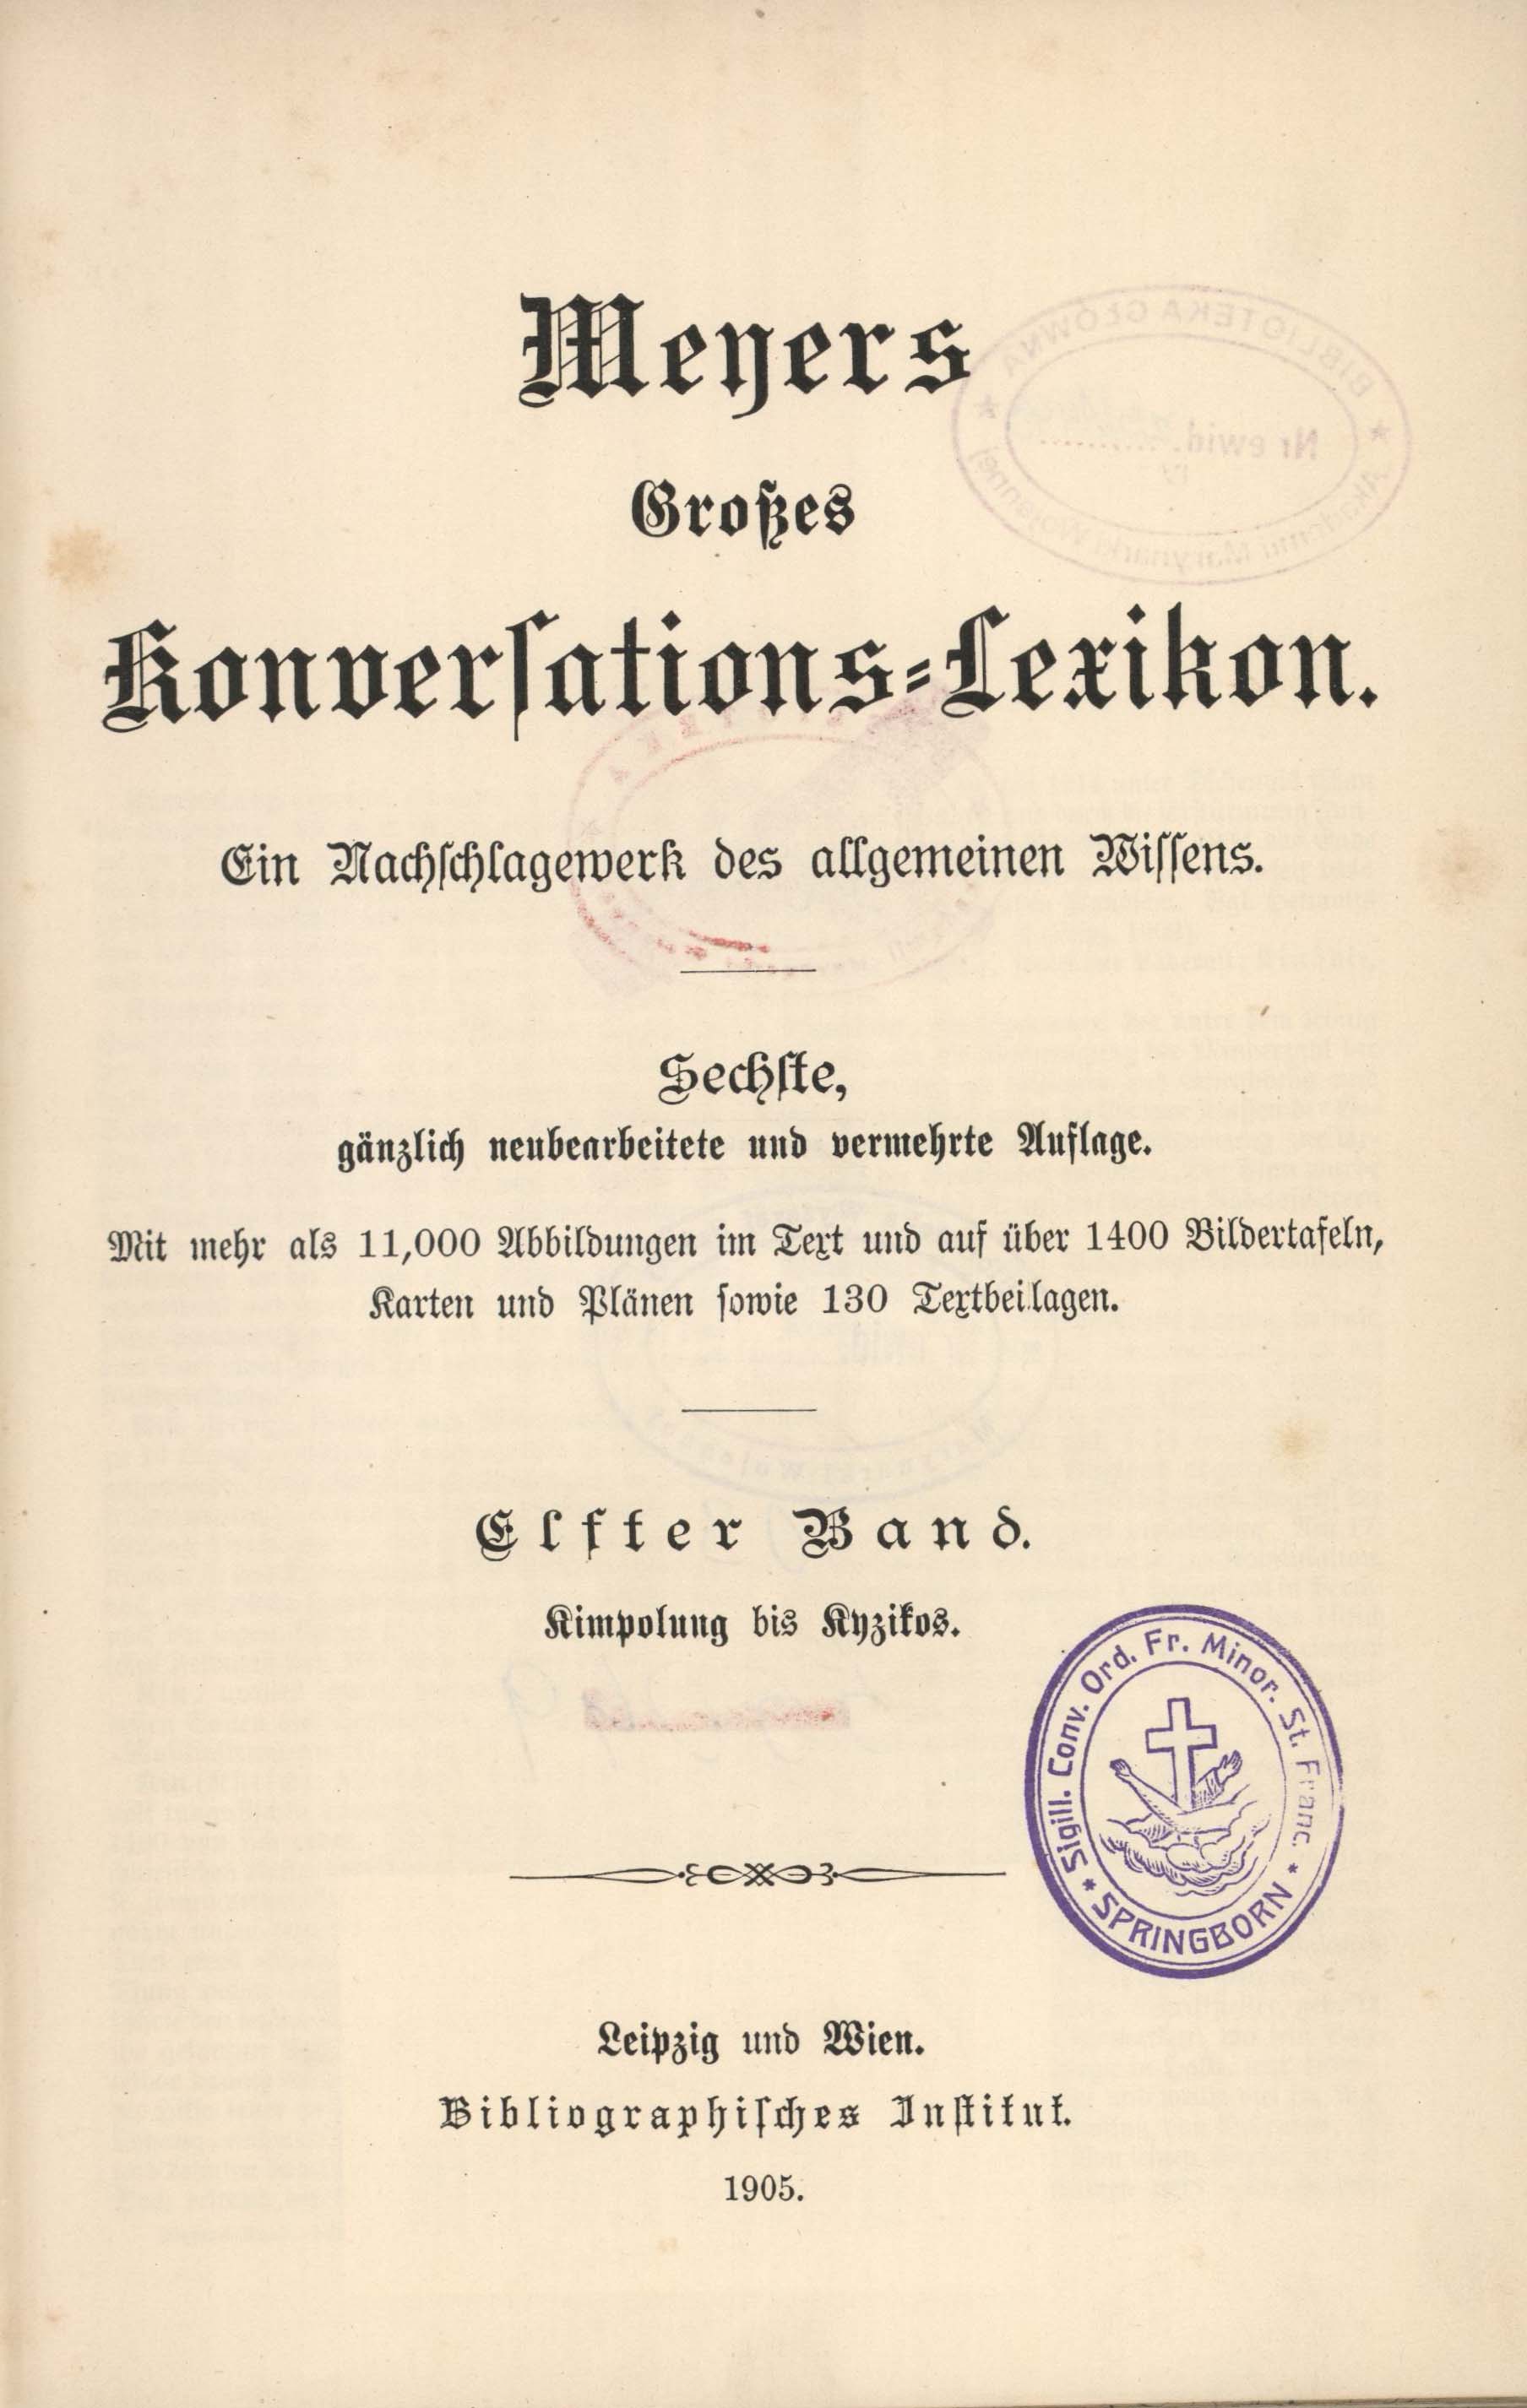 Meyers
Großes
Konverſations-Lexikon.
Ein Nachſchlagewerk des allgemeinen Wiſſens.
Sechſte,
gänzlich neubearbeitete und vermehrte Auflage.
Mit mehr als 11,000 Abbildungen im Text und auf über 1400 Bildertafeln,
Karten und Plänen ſowie 130 Textbeilagen.
Elfter Band.
Kimpolung bis Kyzikos.
Sigill. Conv. Ord. Fr. Minor. St. Franc.
* SPRINGBORN *
Leipzig und Wien.
Bibliographiſches Inſtitut.
1905.
BIBLIOTEKA GŁÓWNA
Nr ewid.
Akademii Marynarki Wojennej